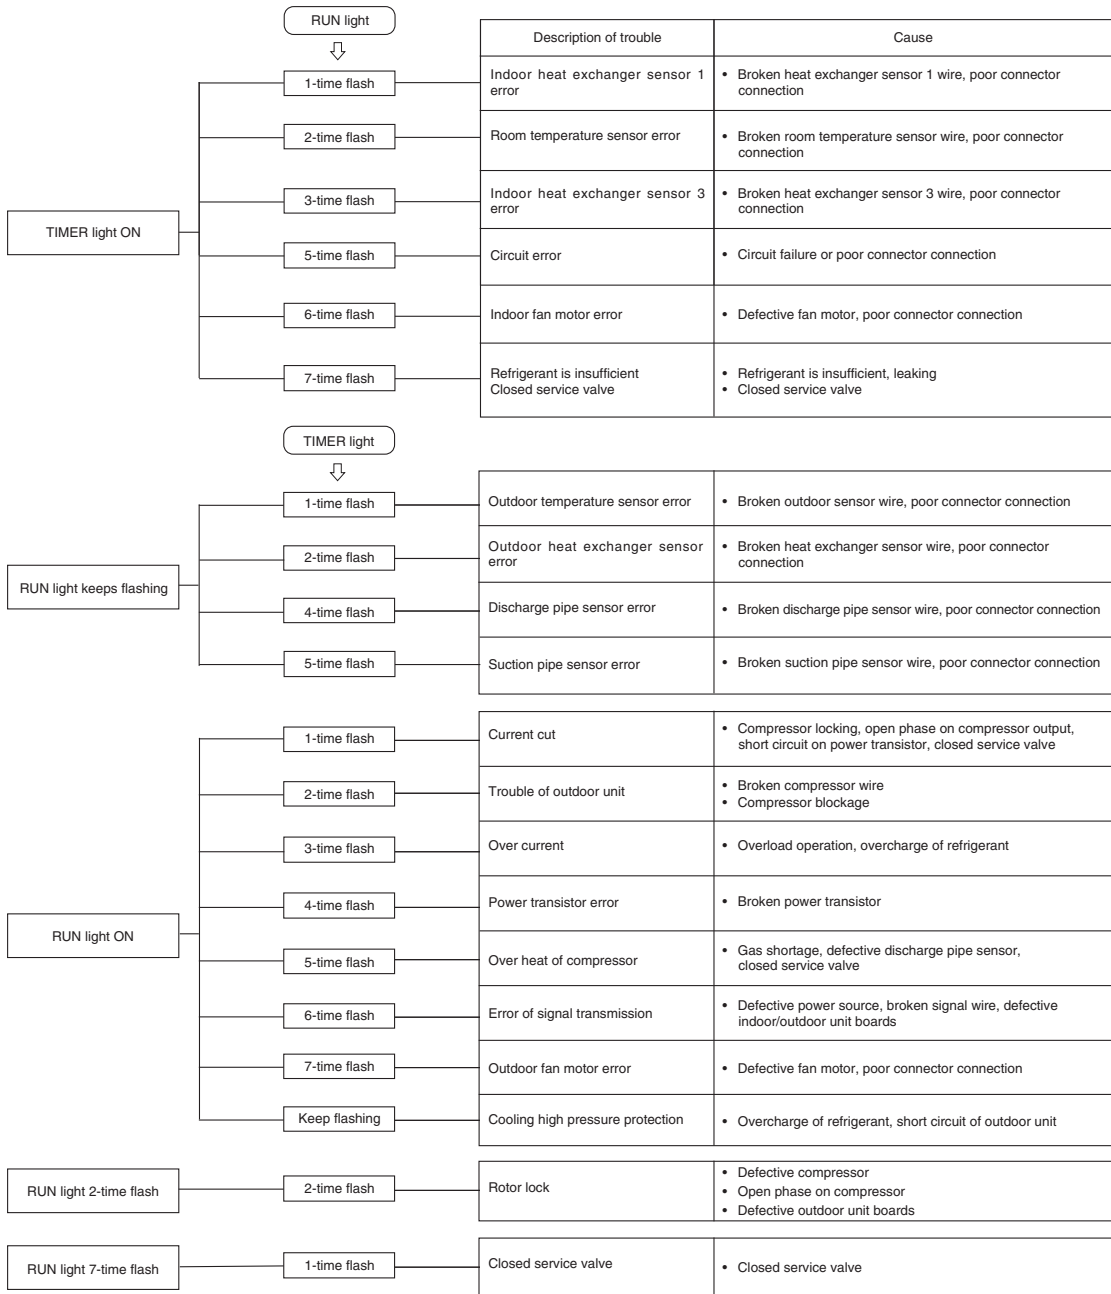 RUN light
Description of trouble
Cause
1-time flash
Indoor heat exchanger sensor 1
error
• Broken heat exchanger sensor 1 wire, poor connector
connection
2-time flash
Room temperature sensor error
• Broken room temperature sensor wire, poor connector
connection
3-time flash
Indoor heat exchanger sensor 3
error
• Broken heat exchanger sensor 3 wire, poor connector
connection
TIMER light ON
5-time flash
Circuit error
• Circuit failure or poor connector connection
6-time flash
Indoor fan motor error
• Defective fan motor, poor connector connection
7-time flash
Refrigerant is insufficient
Closed service valve
• Refrigerant is insufficient, leaking
• Closed service valve
TIMER light
1-time flash
Outdoor temperature sensor error
• Broken outdoor sensor wire, poor connector connection
2-time flash
Outdoor heat exchanger sensor
error
• Broken heat exchanger sensor wire, poor connector
connection
RUN light keeps flashing
4-time flash
Discharge pipe sensor error
• Broken discharge pipe sensor wire, poor connector connection
5-time flash
Suction pipe sensor error
• Broken suction pipe sensor wire, poor connector connection
1-time flash
Current cut
• Compressor locking, open phase on compressor output,
short circuit on power transistor, closed service valve
2-time flash
Trouble of outdoor unit
• Broken compressor wire
• Compressor blockage
3-time flash
Over current
• Overload operation, overcharge of refrigerant
4-time flash
Power transistor error
• Broken power transistor
RUN light ON
5-time flash
Over heat of compressor
• Gas shortage, defective discharge pipe sensor,
closed service valve
6-time flash
Error of signal transmission
• Defective power source, broken signal wire, defective
indoor/outdoor unit boards
7-time flash
Outdoor fan motor error
• Defective fan motor, poor connector connection
Keep flashing
Cooling high pressure protection
• Overcharge of refrigerant, short circuit of outdoor unit
RUN light 2-time flash
2-time flash
Rotor lock
• Defective compressor
• Open phase on compressor
• Defective outdoor unit boards
RUN light 7-time flash
1-time flash
Closed service valve
• Closed service valve